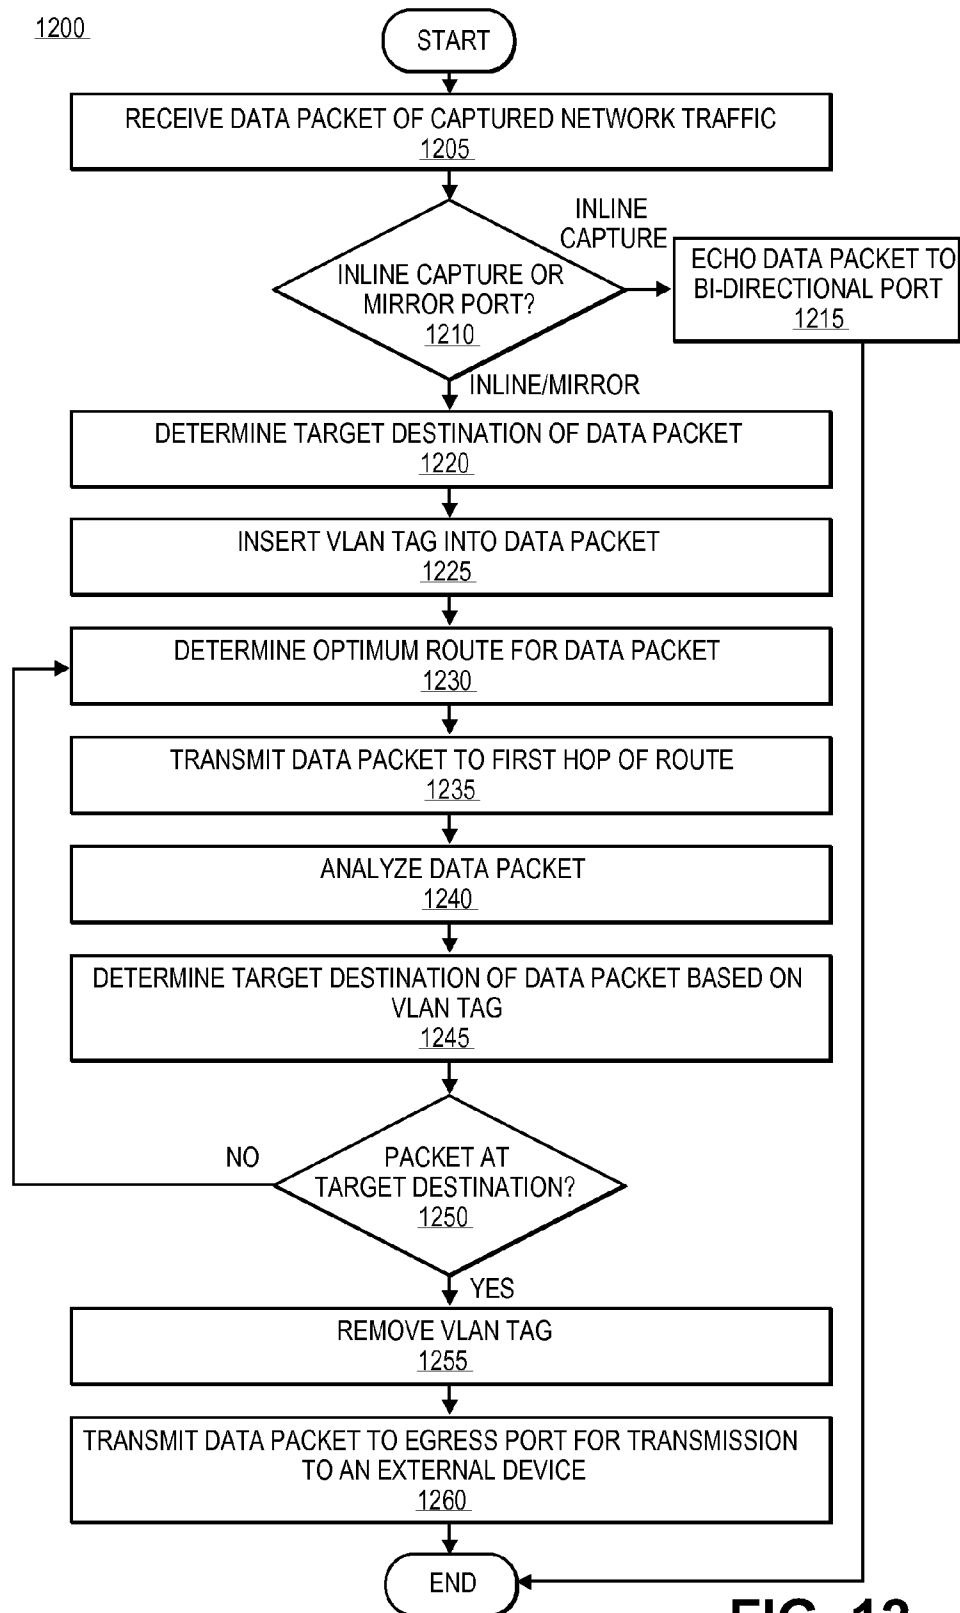 1200
START
RECEIVE DATA PACKET OF CAPTURED NETWORK TRAFFIC
1205
INLINE
CAPTURE
INLINE CAPTURE OR
MIRROR PORT?
1210
ECHO DATA PACKET TO
BI-DIRECTIONAL PORT
1215
INLINE/MIRROR
DETERMINE TARGET DESTINATION OF DATA PACKET
1220
INSERT VLAN TAG INTO DATA PACKET
1225
DETERMINE OPTIMUM ROUTE FOR DATA PACKET
1230
TRANSMIT DATA PACKET TO FIRST HOP OF ROUTE
1235
ANALYZE DATA PACKET
1240
DETERMINE TARGET DESTINATION OF DATA PACKET BASED ON
VLAN TAG
1245
NO
PACKET AT
TARGET DESTINATION?
1250
YES
REMOVE VLAN TAG
1255
TRANSMIT DATA PACKET TO EGRESS PORT FOR TRANSMISSION
TO AN EXTERNAL DEVICE
1260
END